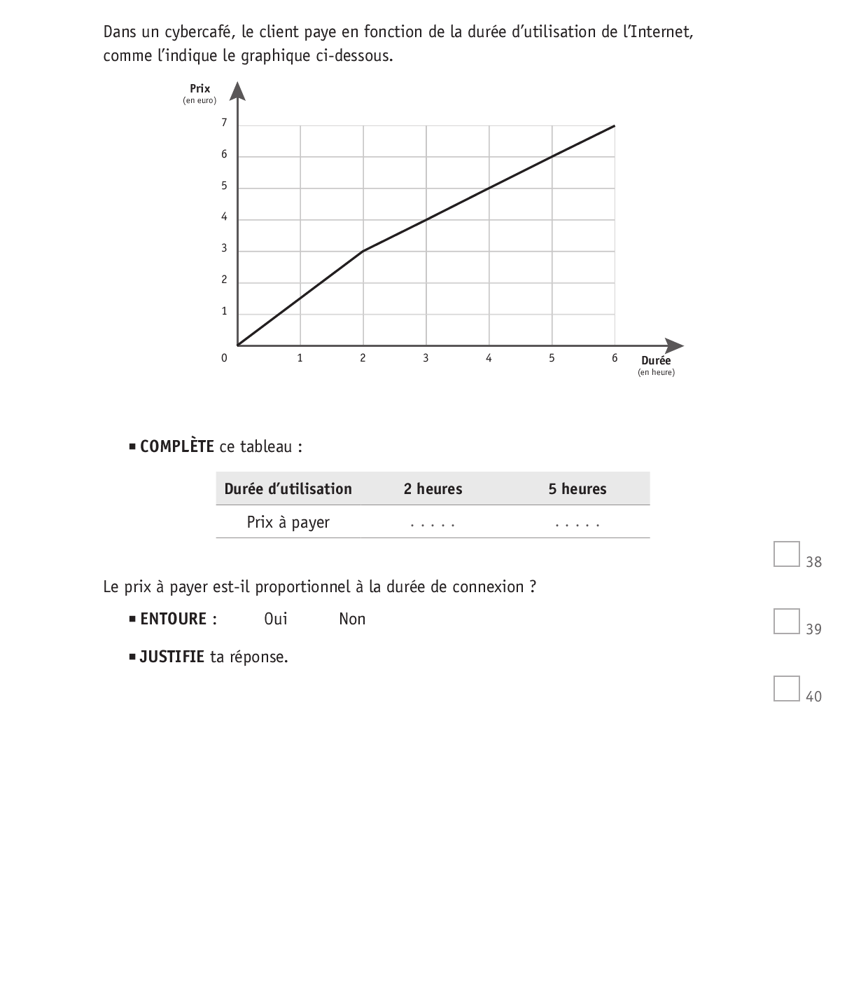 Dans un cybercafé, le client paye en fonction de la durée d’utilisation de l’Internet,
comme l’indique le graphique ci-dessous.
Prix
(en euro)
7
6
5
4
3
2
1
0 1 2 3 4 5 6
Durée
(en heure)
■ COMPLÈTE ce tableau :
Durée d’utilisation 2 heures 5 heures
Prix à payer . . . . . . . . . .
38
Le prix à payer est-il proportionnel à la durée de connexion ?
■ ENTOURE : Oui Non
39
■ JUSTIFIE ta réponse.
40